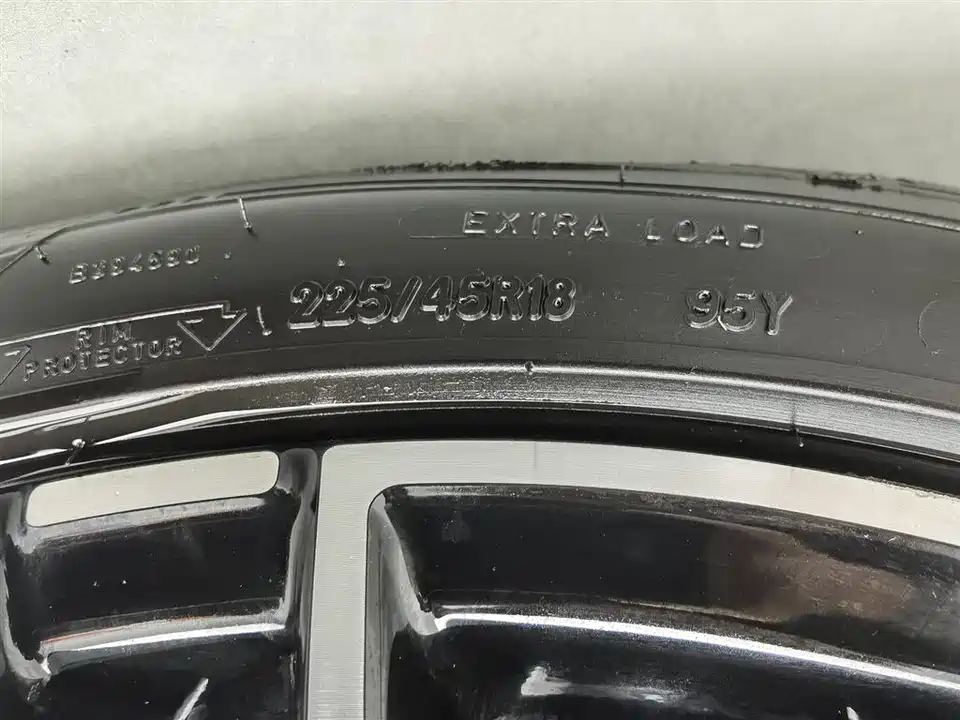 EXTRA LOAD
225/45R18 95Y
RIM
PROTECTOR